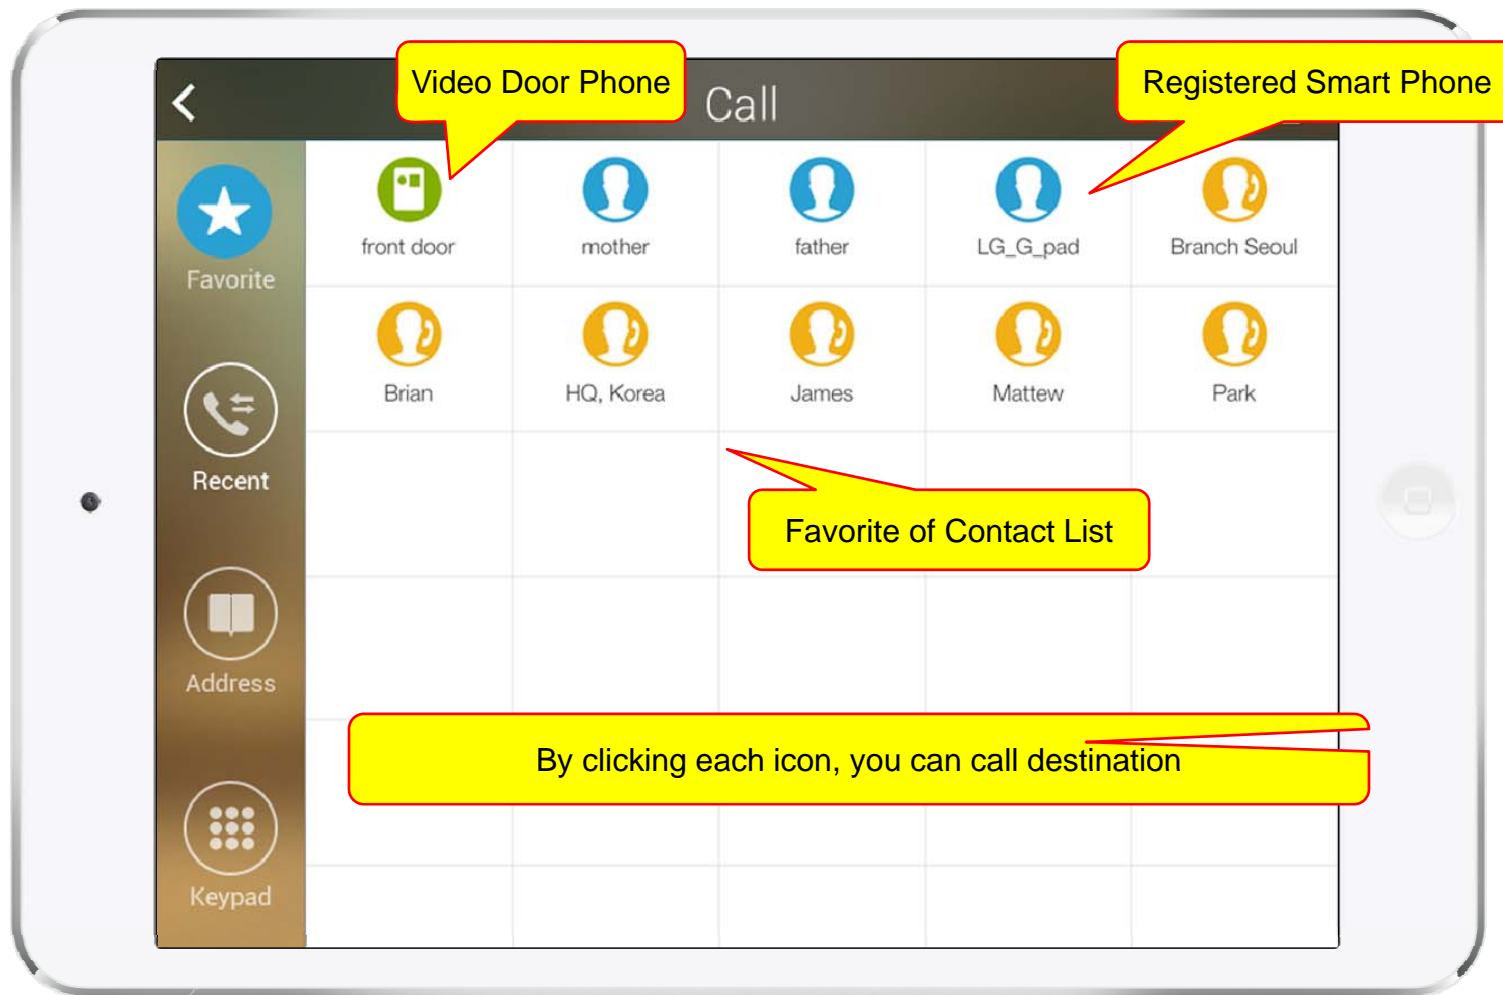 Video Door Phone
Call
Registered Smart Phone
Favorite
front door
mother
father
LG_G_pad
Branch Seoul
Brian
HQ, Korea
James
Mattew
Park
Recent
Favorite of Contact List
Address
By clicking each icon, you can call destination
Keypad